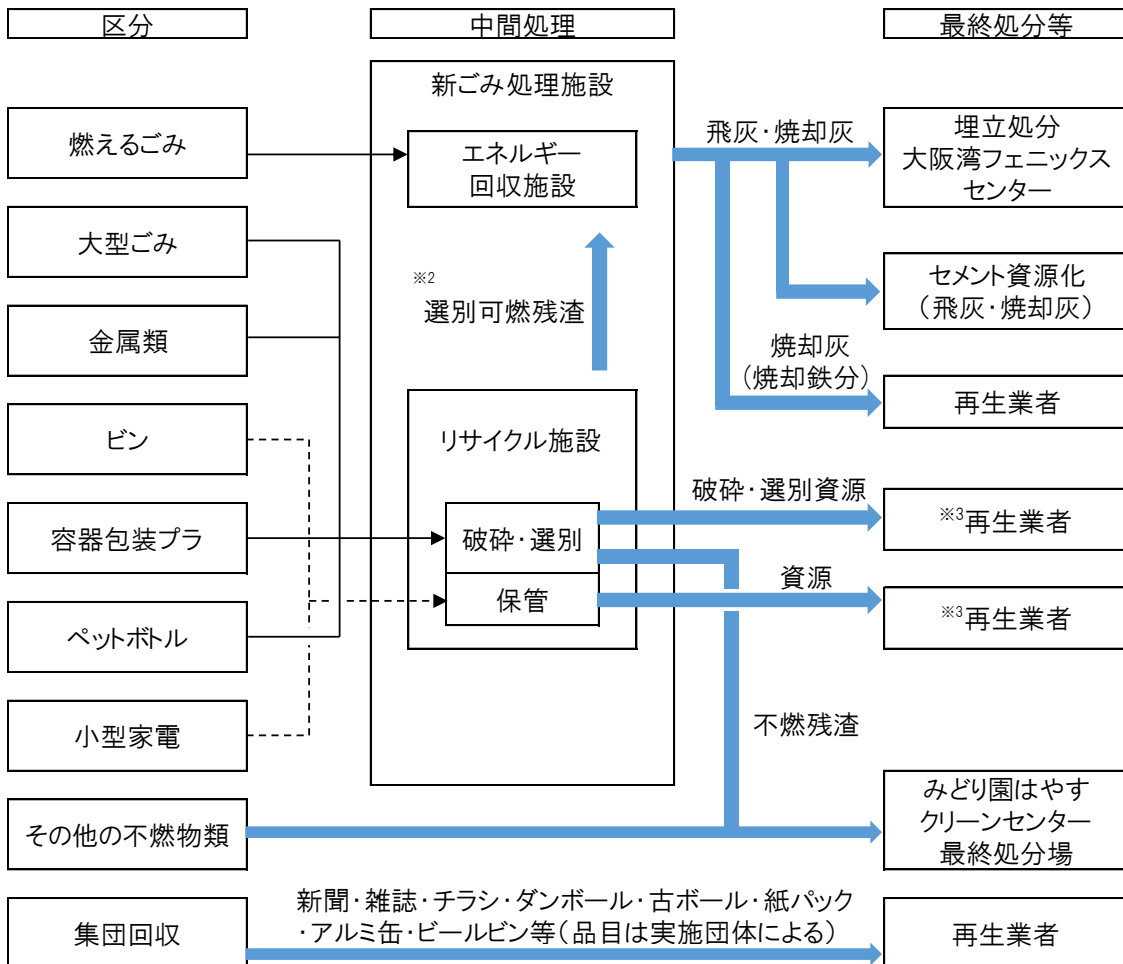 区分
中間処理
最終処分等
燃えるごみ
大型ごみ
金属類
ビン
容器包装プラ
ペットボトル
小型家電
その他の不燃物類
集団回収
新ごみ処理施設
エネルギー
回収施設
※2
選別可燃残渣
リサイクル施設
破砕・選別
保管
飛灰・焼却灰
焼却灰
(焼却鉄分)
破砕・選別資源
資源
不燃残渣
新聞・雑誌・チラシ・ダンボール・古ボール・紙パック
・アルミ缶・ビールビン等(品目は実施団体による)
埋立処分
大阪湾フェニックス
センター
セメント資源化
(飛灰・焼却灰)
再生業者
※3再生業者
※3再生業者
みどり園はやす
クリーンセンター
最終処分場
再生業者